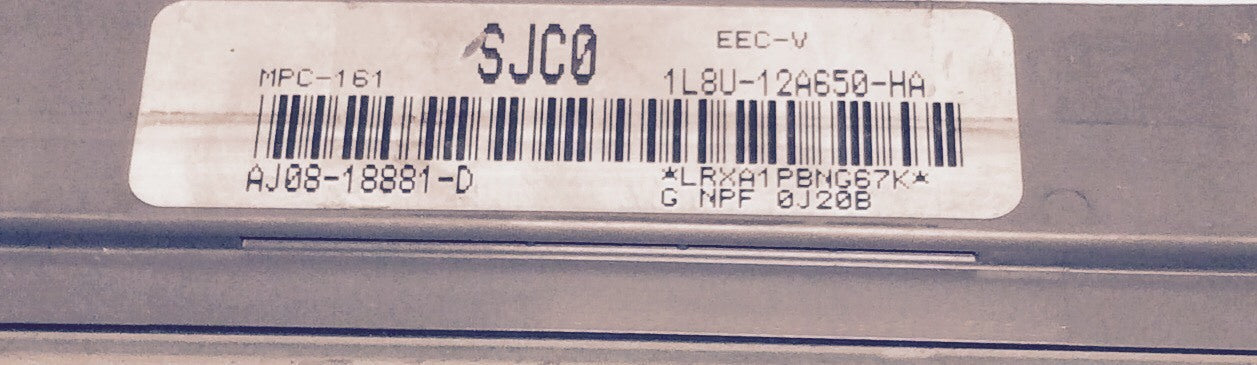 SJC0 EEC-V
MPC-161 1L8U-12A650-HA
AJ08-18881-D *LRXA1PBNG67K*
G NPF 0J20B